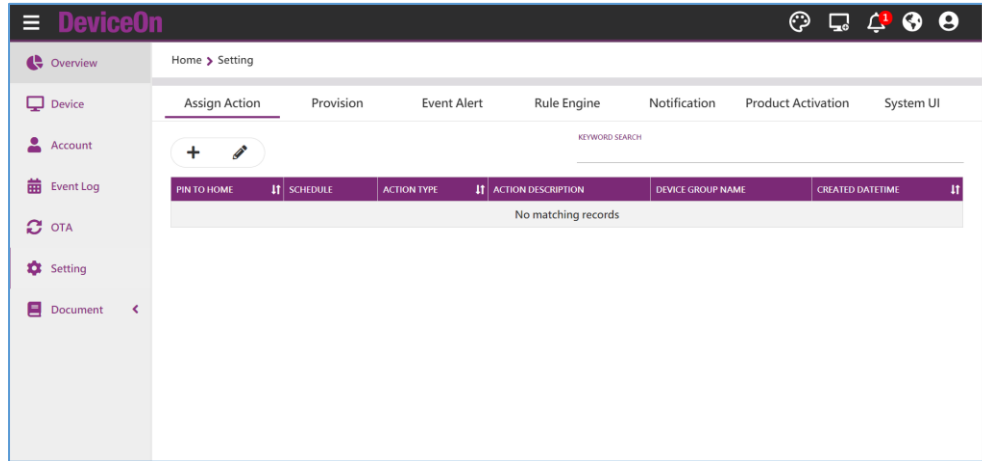 DeviceOn
1
Overview
Device
Account
Event Log
OTA
Setting
Document
Home > Setting
Assign Action Provision Event Alert Rule Engine Notification Product Activation System UI
KEYWORD SEARCH
PIN TO HOME SCHEDULE ACTION TYPE ACTION DESCRIPTION DEVICE GROUP NAME CREATED DATETIME
No matching records